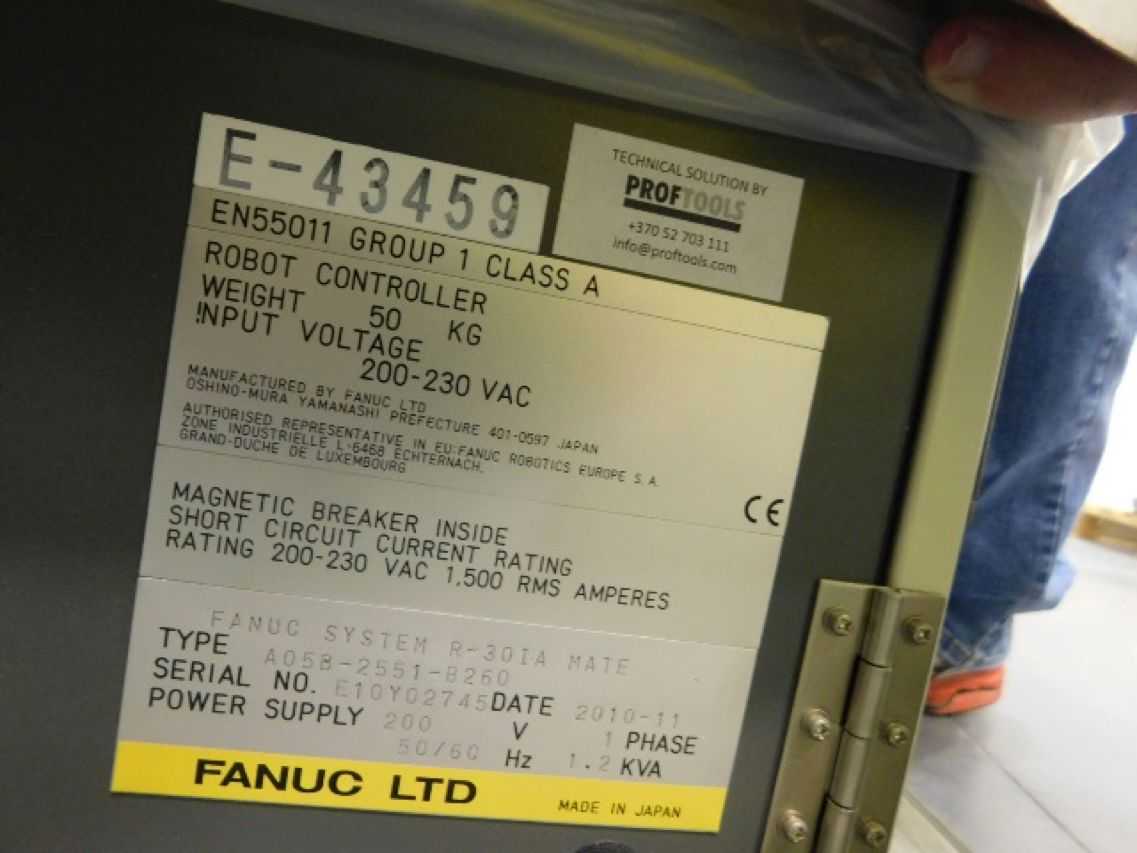 E-43459
TECHNICAL SOLUTION BY
PROFTOOLS
+370 52 703 111
info@proftools.com
EN55011 GROUP 1 CLASS A
ROBOT CONTROLLER
WEIGHT 50 KG
INPUT VOLTAGE
200-230 VAC
MANUFACTURED BY FANUC LTD
OSHINO-MURA YAMANASHI PREFECTURE 401-0597 JAPAN
AUTHORISED REPRESENTATIVE IN EU:FANUC ROBOTICS EUROPE S.A.
ZONE INDUSTRIELLE L-6468 ECHTERNACH.
GRAND-DUCHE DE LUXEMBOURG
CE
MAGNETIC BREAKER INSIDE
SHORT CIRCUIT CURRENT RATING
RATING 200-230 VAC 1,500 RMS AMPERES
FANUC SYSTEM R-30IA MATE
TYPE A05B-2551-B260
SERIAL NO. E10Y02745 DATE 2010-11
POWER SUPPLY 200 V 1 PHASE
50/60 Hz 1.2 KVA
FANUC LTD MADE IN JAPAN